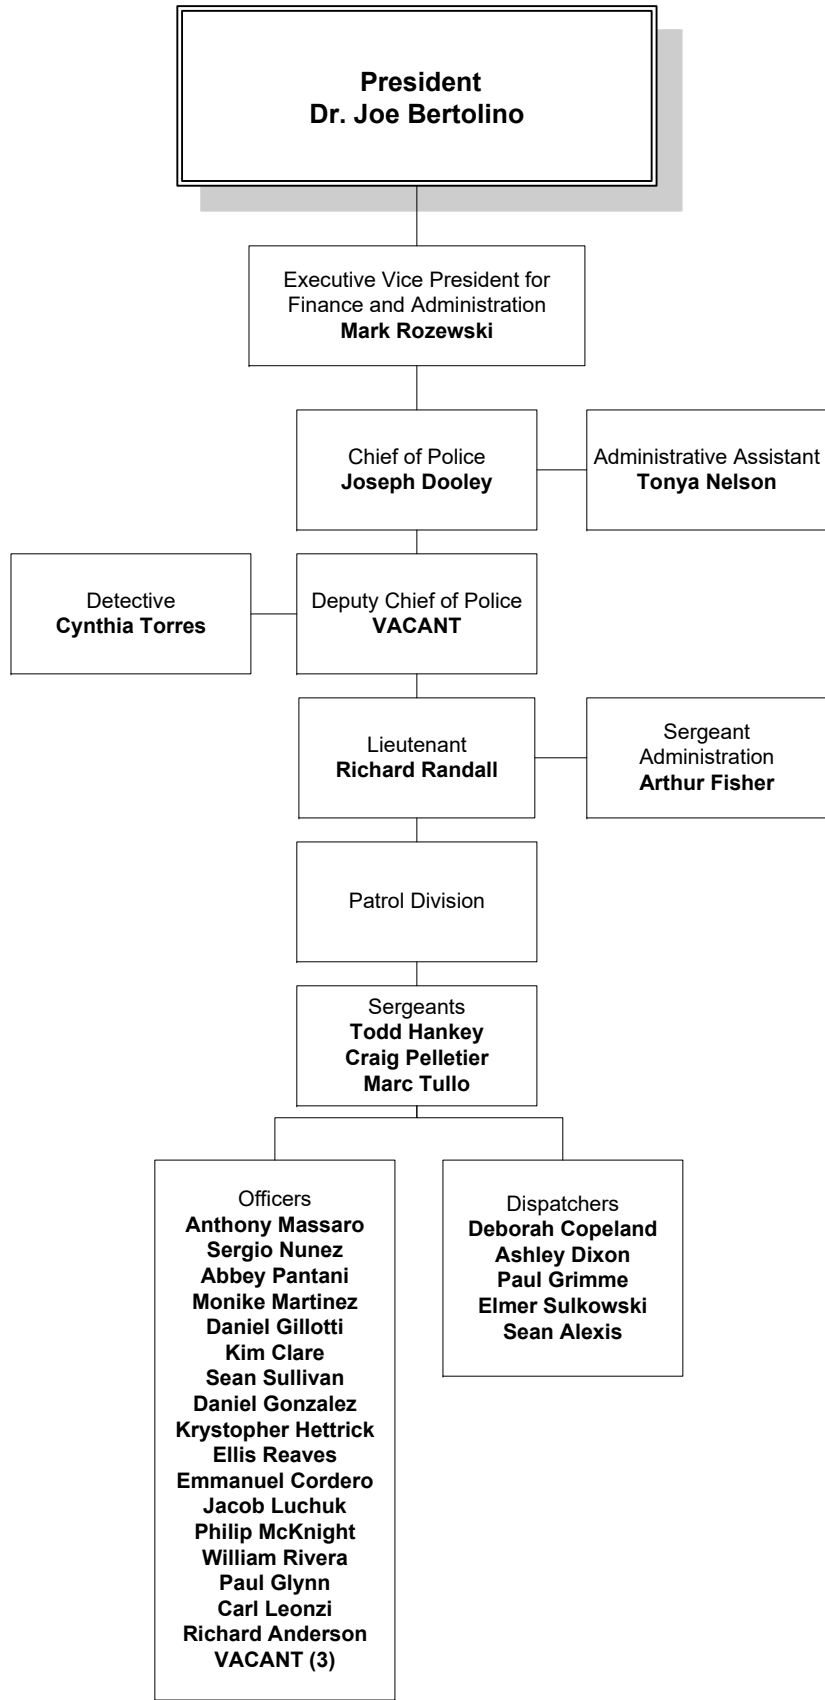 President
Dr. Joe Bertolino
Executive Vice President for
Finance and Administration
Mark Rozewski
Chief of Police
Joseph Dooley
Administrative Assistant
Tonya Nelson
Detective
Cynthia Torres
Deputy Chief of Police
VACANT
Lieutenant
Richard Randall
Sergeant
Administration
Arthur Fisher
Patrol Division
Sergeants
Todd Hankey
Craig Pelletier
Marc Tullo
Officers
Anthony Massaro
Sergio Nunez
Abbey Pantani
Monike Martinez
Daniel Gillotti
Kim Clare
Sean Sullivan
Daniel Gonzalez
Krystopher Hettrick
Ellis Reaves
Emmanuel Cordero
Jacob Luchuk
Philip McKnight
William Rivera
Paul Glynn
Carl Leonzi
Richard Anderson
VACANT (3)
Dispatchers
Deborah Copeland
Ashley Dixon
Paul Grimme
Elmer Sulkowski
Sean Alexis